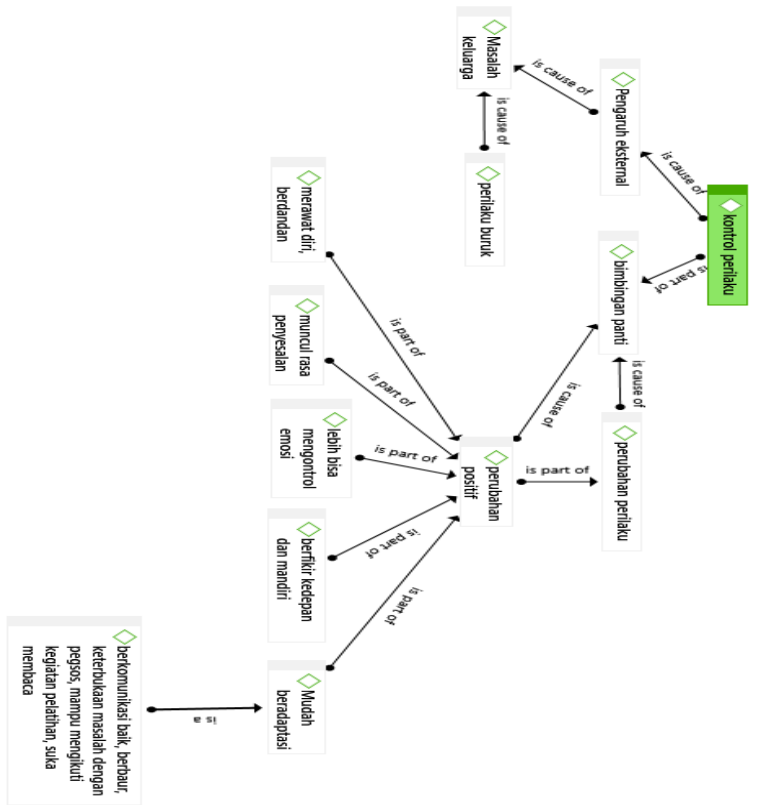 kontrol perilaku
is cause of
is part of
Pengaruh eksternal
bimbingan panti
is cause of
is cause of
perubahan perilaku
Masalah
keluarga
is cause of
perilaku buruk
is cause of
is part of
perubahan
positif
merawat diri,
berdandan
is part of
muncul rasa
penyesalan
is part of
lebih bisa
mengontrol
emosi
is part of
berfikir kedepan
dan mandiri
is part of
Mudah
beradaptasi
is part of
is a
berkomunikasi baik, berbaur,
keterbukaan masalah dengan
pegsos, mampu mengikuti
kegiatan pelatihan, suka
membaca